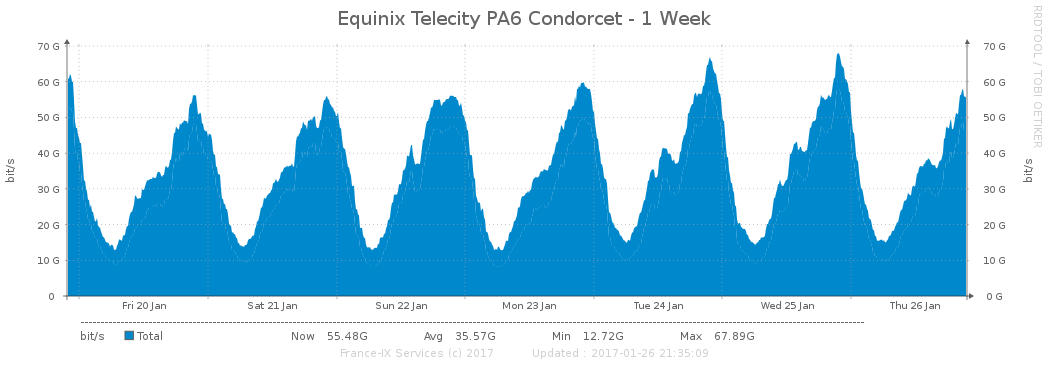 Equinix Telecity PA6 Condorcet - 1 Week
RRDTOOL / TOBI OETIKER
70 G 70 G
60 G 60 G
50 G 50 G
40 G 40 G
30 G 30 G
20 G 20 G
10 G 10 G
0 0 G
bit/s
bit/s
Fri 20 Jan Sat 21 Jan Sun 22 Jan Mon 23 Jan Tue 24 Jan Wed 25 Jan Thu 26 Jan
bit/s Total Now 55.48G Avg 35.57G Min 12.72G Max 67.89G
France-IX Services (c) 2017 Updated : 2017-01-26 21:35:09